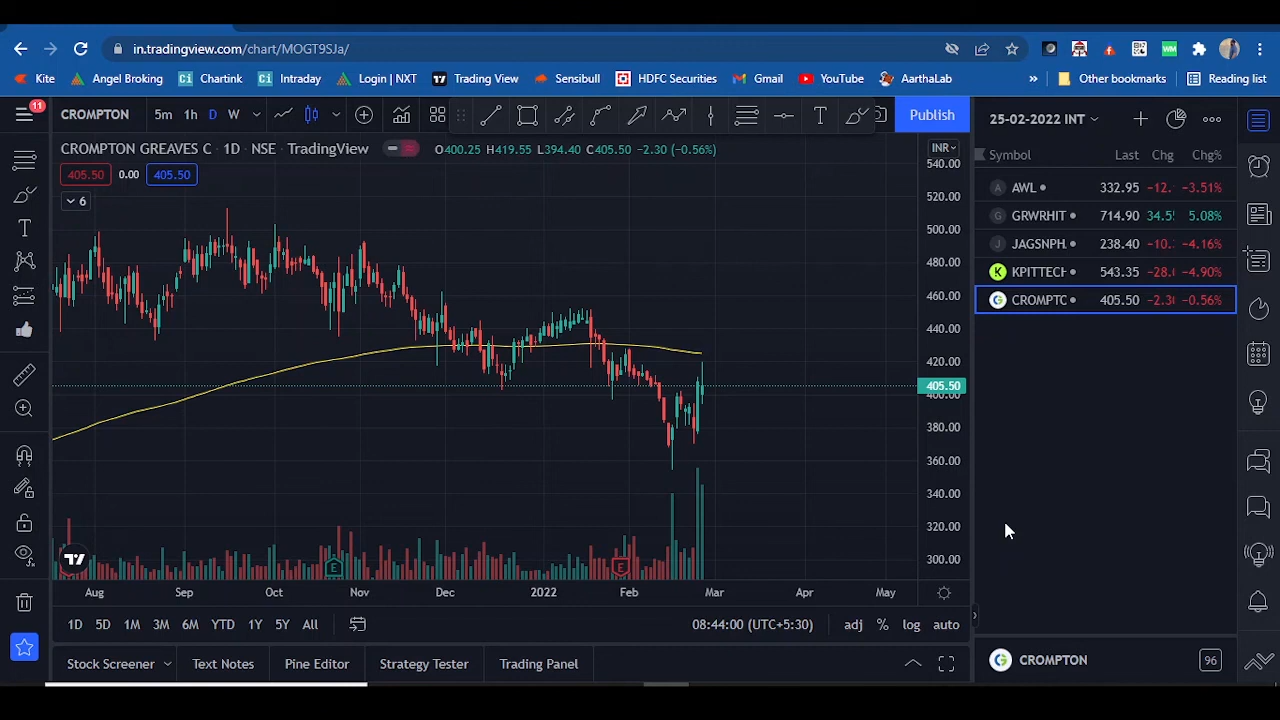 in.tradingview.com/chart/MOGT9SJa/
Kite Angel Broking Chartink Intraday Login | NXT Trading View Sensibull HDFC Securities Gmail YouTube AarthaLab » Other bookmarks Reading list
11 CROMPTON 5m 1h D W T Publish 25-02-2022 INT
CROMPTON GREAVES C • 1D • NSE • TradingView O400.25 H419.55 L394.40 C405.50 −2.30 (−0.56%) INR
Symbol Last Chg Chg%
405.50 0.00 405.50
6
AWL 332.95 −12. −3.51%
GRWRHIT 714.90 34.5 5.08%
JAGSNPH 238.40 −10. −4.16%
KPITTECH 543.35 −28. −4.90%
CROMPTC 405.50 −2.3 −0.56%
540.00
520.00
500.00
480.00
460.00
440.00
420.00
405.50
400.00
380.00
360.00
340.00
320.00
300.00
E E
Aug Sep Oct Nov Dec 2022 Feb Mar Apr May
1D 5D 1M 3M 6M YTD 1Y 5Y All 08:44:00 (UTC+5:30) adj % log auto
Stock Screener Text Notes Pine Editor Strategy Tester Trading Panel CROMPTON 96